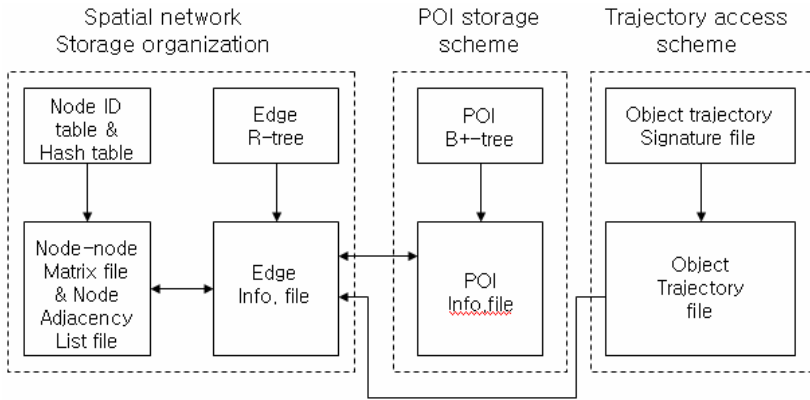 Spatial network
Storage organization
POI storage
scheme
Trajectory access
scheme
Node ID
table &
Hash table
Edge
R-tree
POI
B+-tree
Object trajectory
Signature file
Node-node
Matrix file
& Node
Adjacency
List file
Edge
Info. file
POI
Info.file
Object
Trajectory
file